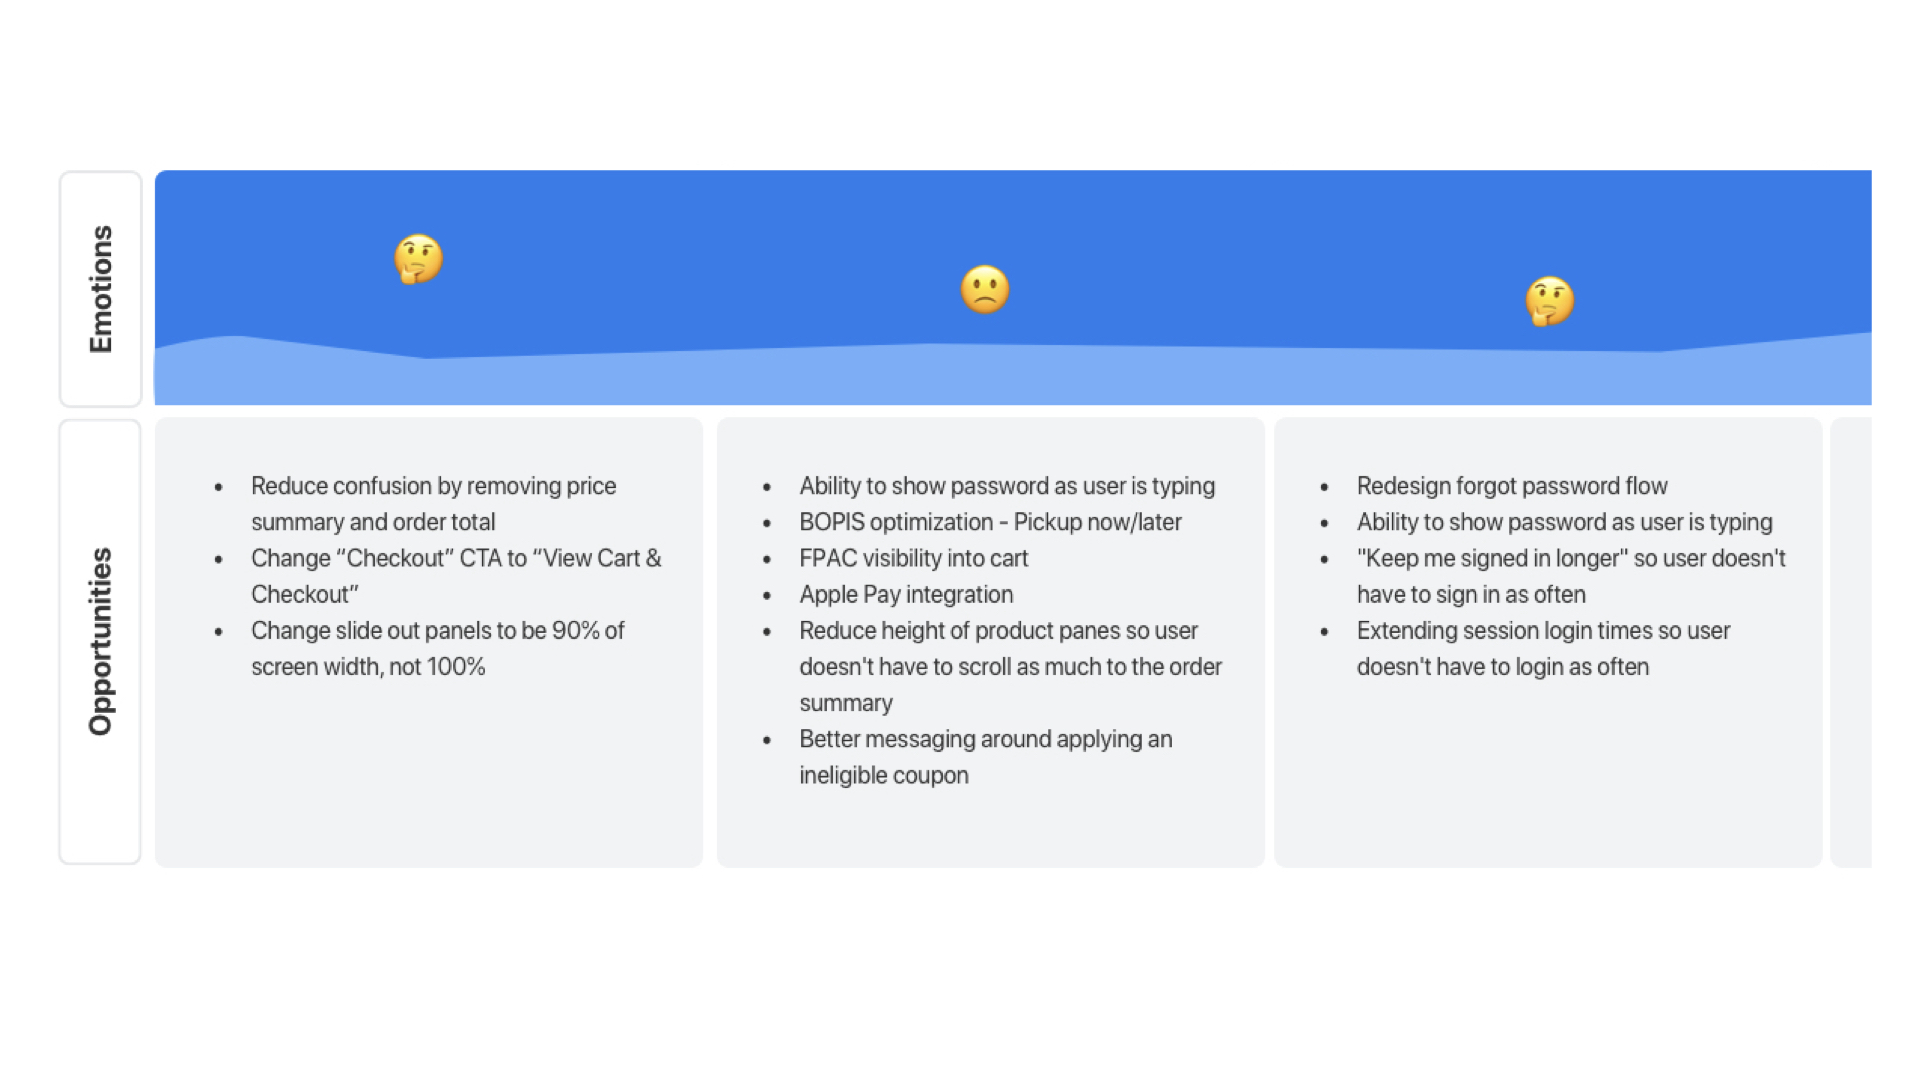 Emotions
Opportunities
• Reduce confusion by removing price
summary and order total
• Change “Checkout” CTA to “View Cart &
Checkout”
• Change slide out panels to be 90% of
screen width, not 100%
• Ability to show password as user is typing
• BOPIS optimization - Pickup now/later
• FPAC visibility into cart
• Apple Pay integration
• Reduce height of product panes so user
doesn't have to scroll as much to the order
summary
• Better messaging around applying an
ineligible coupon
• Redesign forgot password flow
• Ability to show password as user is typing
• "Keep me signed in longer" so user doesn't
have to sign in as often
• Extending session login times so user
doesn't have to login as often